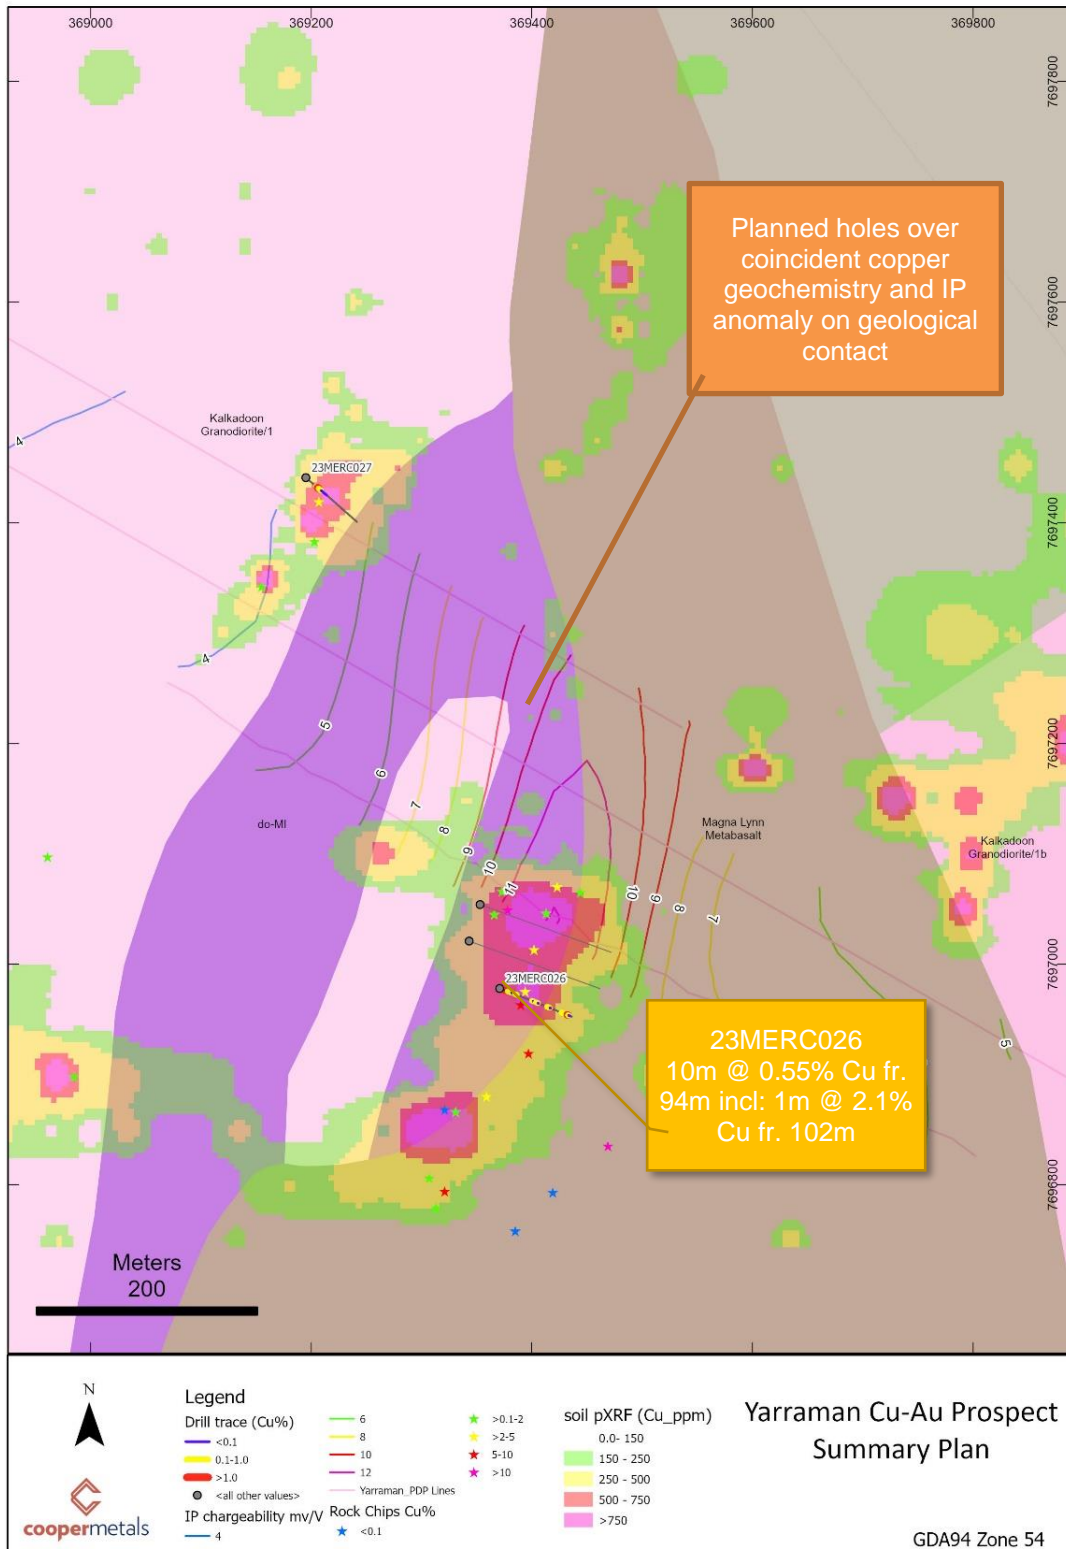 369000
369200
369400
369600
369800
7697800
7697600
7697400
7697200
7697000
7696800
Planned holes over
coincident copper
geochemistry and IP
anomaly on geological
contact
Kalkadoon
Granodiorite/1
4
23MERC027
4
5
6
7
8
9
10
11
10
9
8
7
5
do-MI
Magna Lynn
Metabasalt
Kalkadoon
Granodiorite/1b
23MERC026
23MERC026
10m @ 0.55% Cu fr.
94m incl: 1m @ 2.1%
Cu fr. 102m
Meters
200
N
coopermetals
Legend
Drill trace (Cu%)
<0.1
0.1-1.0
>1.0
<all other values>
IP chargeability mv/V
4
6
8
10
12
Yarraman_PDP Lines
Rock Chips Cu%
<0.1
>0.1-2
>2-5
5-10
>10
soil pXRF (Cu_ppm)
0.0- 150
150 - 250
250 - 500
500 - 750
>750
Yarraman Cu-Au Prospect
Summary Plan
GDA94 Zone 54